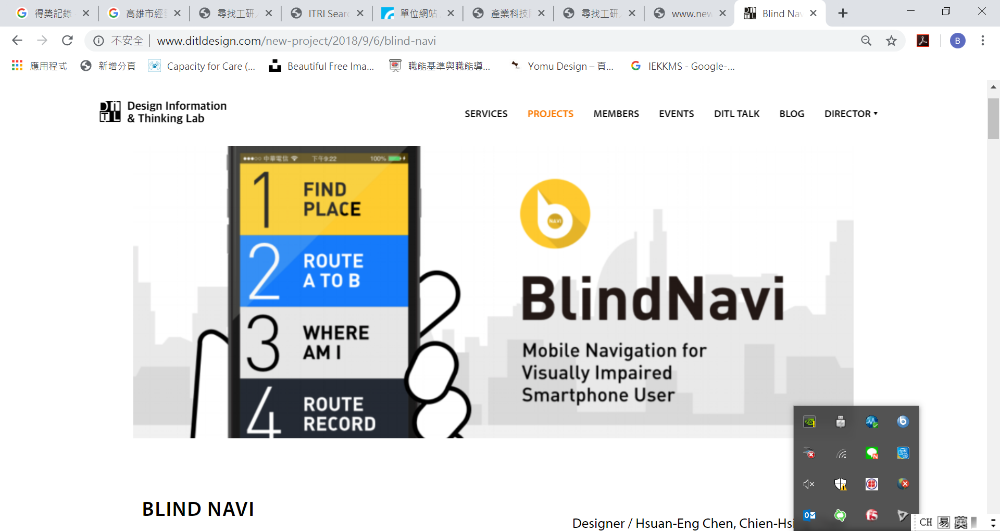 得獎記錄
高雄市經
尋找工研
ITRI Sear
單位網站
產業科技
尋找工研
www.new
Blind Nav
不安全
www.ditldesign.com/new-project/2018/9/6/blind-navi
B
應用程式
新增分頁
Capacity for Care (...
Beautiful Free Ima...
職能基準與職能導...
Yomu Design – 頁...
IEKKMS - Google-...
DiTL
Design Information
& Thinking Lab
SERVICES
PROJECTS
MEMBERS
EVENTS
DITL TALK
BLOG
DIRECTOR
中華電信
下午9:22
100%
1
FIND
PLACE
2
ROUTE
A TO B
3
WHERE
AM I
4
ROUTE
RECORD
NAVI
BlindNavi
Mobile Navigation for
Visually Impaired
Smartphone User
BLIND NAVI
Designer / Hsuan-Eng Chen, Chien-Hsi
CH 易 英